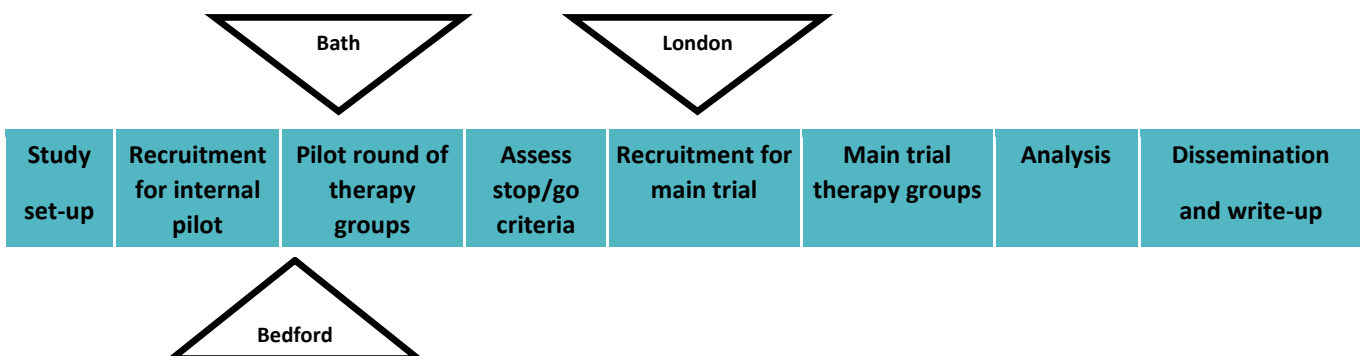 Bath
London
Study
set-up
Recruitment
for internal
pilot
Pilot round of
therapy
groups
Assess
stop/go
criteria
Recruitment for
main trial
Main trial
therapy groups
Analysis
Dissemination
and write-up
Bedford